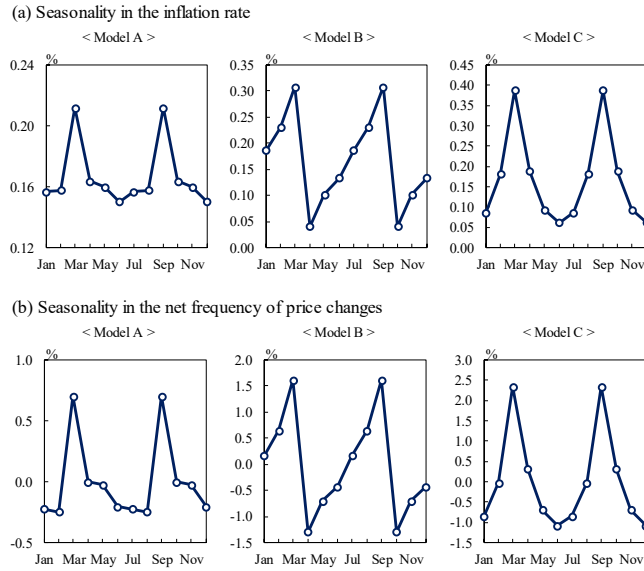 (a) Seasonality in the inflation rate
< Model A > < Model B > < Model C >
% % %
0.24 0.35 0.45
0.20 0.30 0.40
0.16 0.25 0.35
0.12 0.20 0.30
0.15 0.25
0.10 0.20
0.05 0.15
0.00 0.10
0.05
0.00
Jan Mar May Jul Sep Nov Jan Mar May Jul Sep Nov Jan Mar May Jul Sep Nov
(b) Seasonality in the net frequency of price changes
< Model A > < Model B > < Model C >
% % %
1.0 2.0 3.0
0.5 1.5 2.5
0.0 1.0 2.0
-0.5 0.5 1.5
0.0 1.0
-0.5 0.5
-1.0 0.0
-1.5 -0.5
-1.0
-1.5
Jan Mar May Jul Sep Nov Jan Mar May Jul Sep Nov Jan Mar May Jul Sep Nov